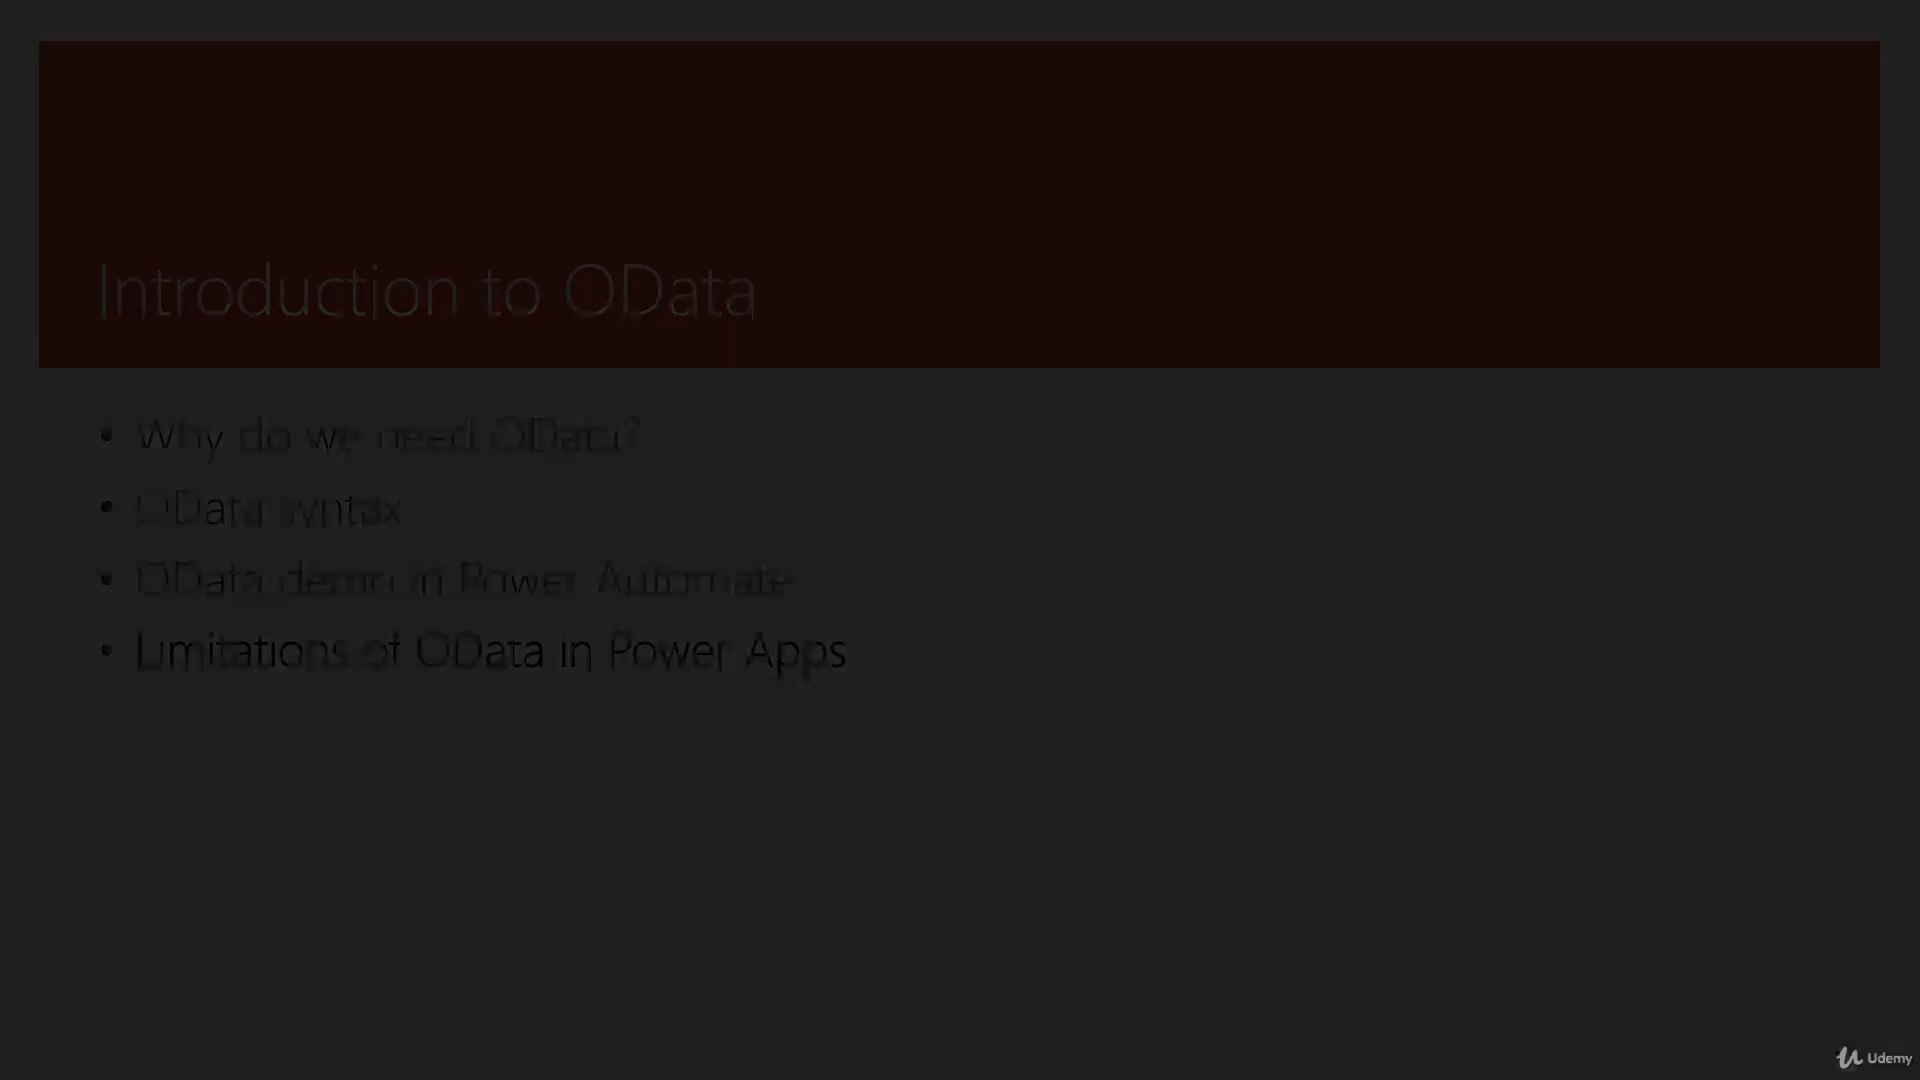 Introduction to OData
• Why do we need OData?
• OData syntax
• OData demo in Power Automate
• Limitations of OData in Power Apps
Udemy